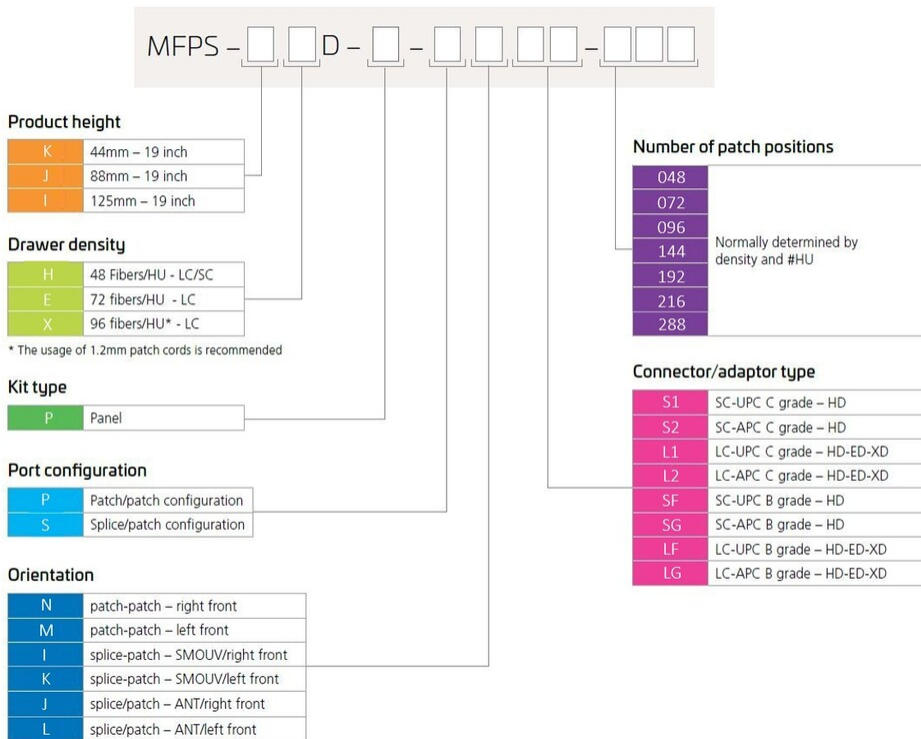 MFPS – D – – –
Product height
K 44mm – 19 inch
J 88mm – 19 inch
I 125mm – 19 inch
Drawer density
H 48 Fibers/HU - LC/SC
E 72 fibers/HU - LC
X 96 fibers/HU* - LC
* The usage of 1.2mm patch cords is recommended
Kit type
P Panel
Port configuration
P Patch/patch configuration
S Splice/patch configuration
Orientation
N patch-patch – right front
M patch-patch – left front
I splice-patch – SMOUV/right front
K splice-patch – SMOUV/left front
J splice/patch – ANT/right front
L splice/patch – ANT/left front
Number of patch positions
048
072
096
144
192
216
288
Normally determined by
density and #HU
Connector/adaptor type
S1 SC-UPC C grade – HD
S2 SC-APC C grade – HD
L1 LC-UPC C grade – HD-ED-XD
L2 LC-APC C grade – HD-ED-XD
SF SC-UPC B grade – HD
SG SC-APC B grade – HD
LF LC-UPC B grade – HD-ED-XD
LG LC-APC B grade – HD-ED-XD